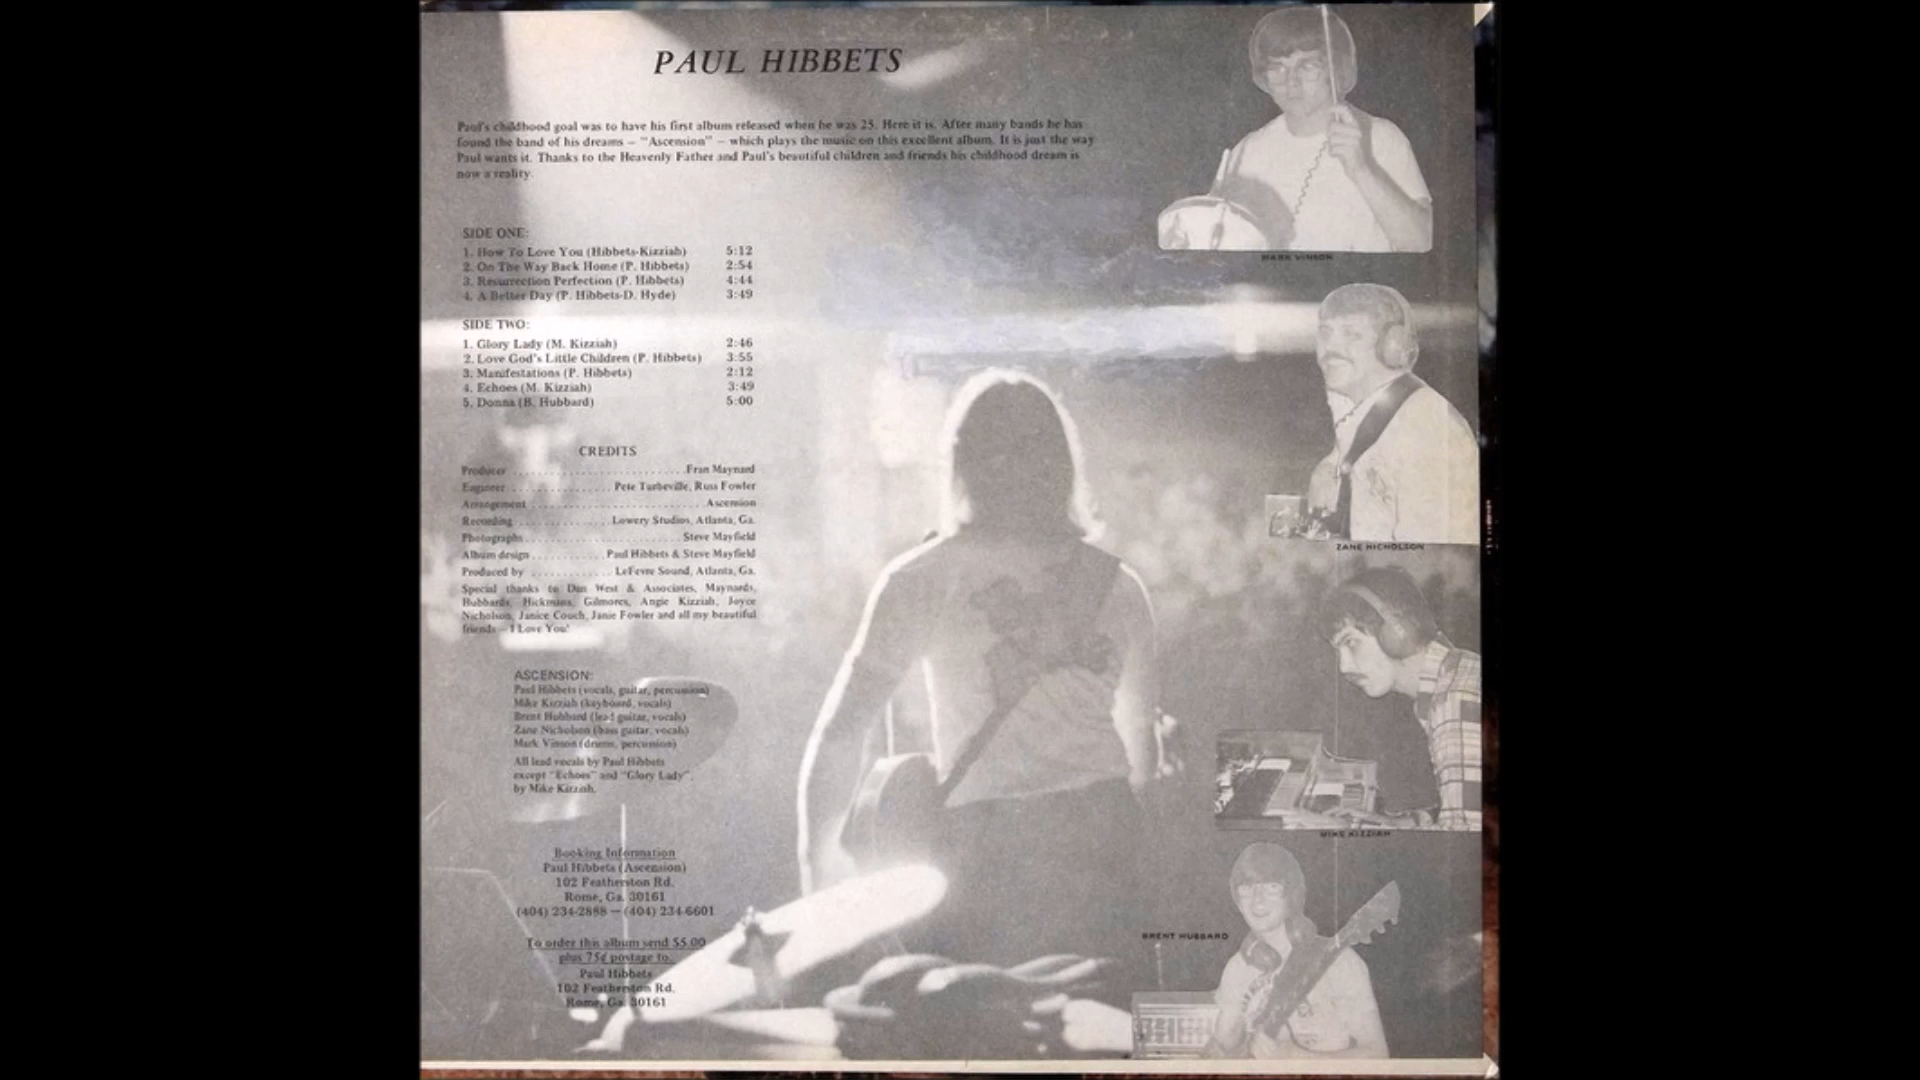 PAUL HIBBETS
Paul's childhood goal was to have his first album released when he was 25. Here it is. After many bands he has
found the band of his dreams — "Ascension" — which plays the music on this excellent album. It is just the way
Paul wants it. Thanks to the Heavenly Father and Paul's beautiful children and friends his childhood dream is
now a reality.
SIDE ONE:
1. How To Love You (Hibbets-Kizziah) 5:12
2. On The Way Back Home (P. Hibbets) 2:54
3. Resurrection Perfection (P. Hibbets) 4:44
4. A Better Day (P. Hibbets-D. Hyde) 3:49
SIDE TWO:
1. Glory Lady (M. Kizziah) 2:46
2. Love God's Little Children (P. Hibbets) 3:55
3. Manifestations (P. Hibbets) 2:12
4. Echoes (M. Kizziah) 3:49
5. Donna (B. Hubbard) 5:00
CREDITS
Producer ........................ Fran Maynard
Engineer ............. Pete Turbeville, Russ Fowler
Arrangement ........................ Ascension
Recording ............. Lowery Studios, Atlanta, Ga.
Photographs ........................ Steve Mayfield
Album design ........... Paul Hibbets & Steve Mayfield
Produced by ............ LeFevre Sound, Atlanta, Ga.
Special thanks to Dan West & Associates, Maynards,
Hubbards, Hickmans, Gilmores, Angie Kizziah, Joyce
Nicholson, Janice Couch, Janie Fowler and all my beautiful
friends — I Love You!
ASCENSION:
Paul Hibbets (vocals, guitar, percussion)
Mike Kizziah (keyboard, vocals)
Brent Hubbard (lead guitar, vocals)
Zane Nicholson (bass guitar, vocals)
Mark Vinson (drums, percussion)
All lead vocals by Paul Hibbets
except "Echoes" and "Glory Lady",
by Mike Kizziah.
Booking Information
Paul Hibbets (Ascension)
102 Featherston Rd.
Rome, Ga. 30161
(404) 234-2888 — (404) 234-6601
To order this album send $5.00
plus 75¢ postage to:
Paul Hibbets
102 Featherston Rd.
Rome, Ga. 30161
MARK VINSON
ZANE NICHOLSON
MIKE KIZZIAH
BRENT HUBBARD